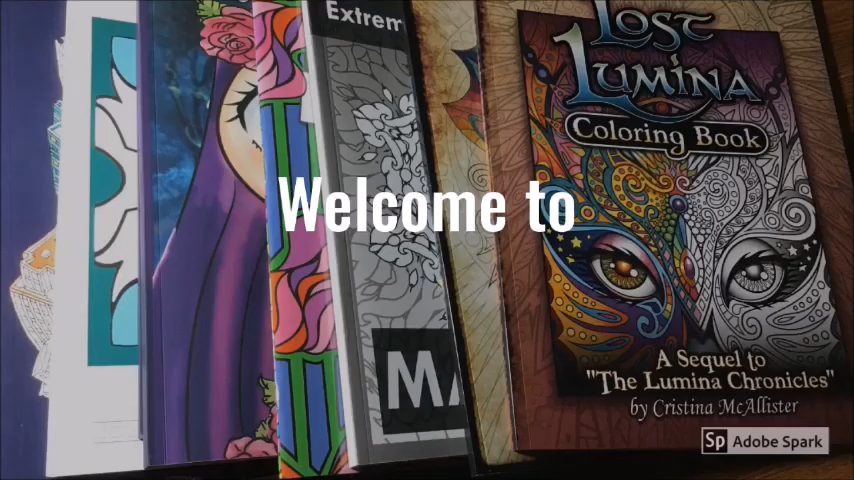 Extrem
Lost
Lumina
Coloring Book
Welcome to
MA
A Sequel to
"The Lumina Chronicles"
by Cristina McAllister
Sp Adobe Spark